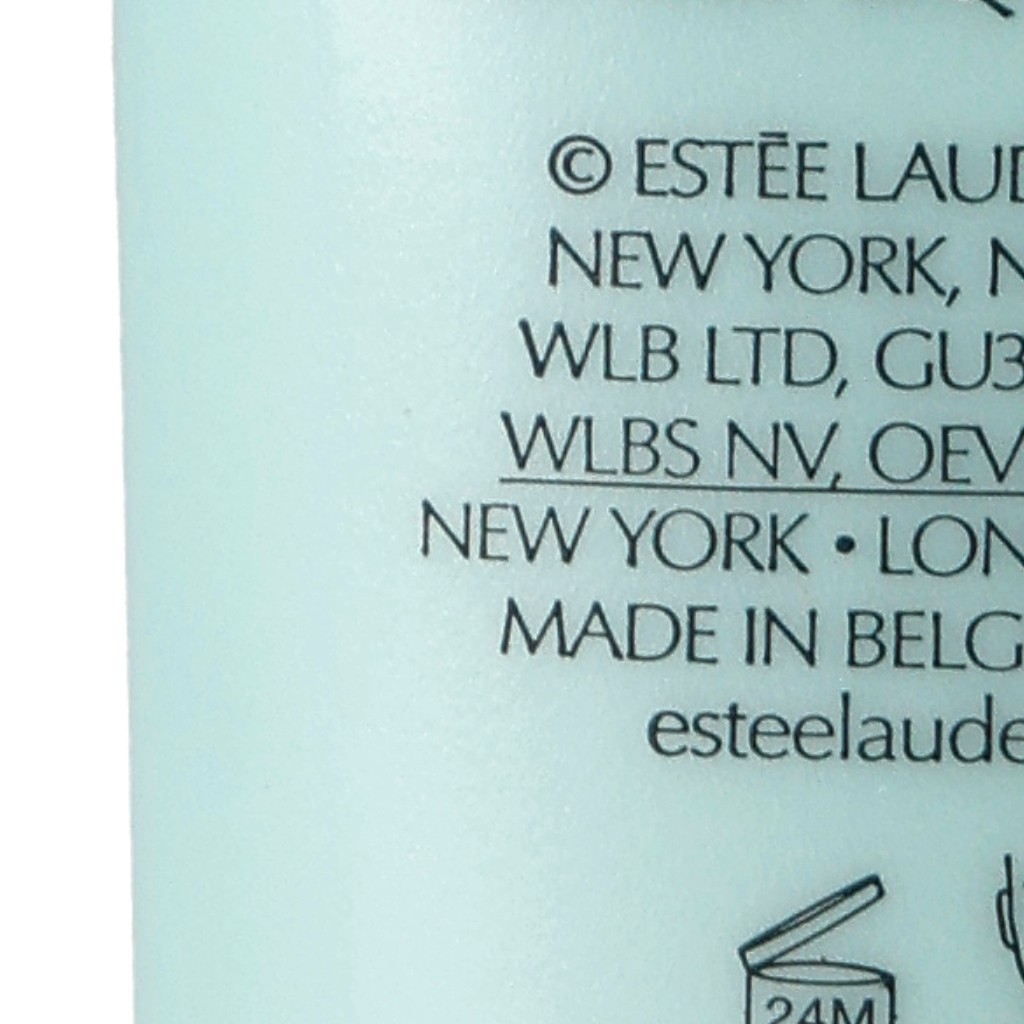 © ESTĒE LAUD
NEW YORK, N
WLB LTD, GU3
WLBS NV, OEV
NEW YORK • LON
MADE IN BELG
esteelaude
24M